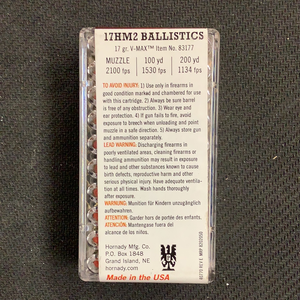 17HM2 BALLISTICS
17 gr. V-MAX™ Item No. 83177
MUZZLE 100 yd 200 yd
2100 fps 1530 fps 1134 fps
TO AVOID INJURY: 1) Use only in firearms in
good condition marked and chambered for use
with this cartridge. 2) Always be sure barrel
is free of any obstruction. 3) Wear eye and
ear protection. 4) If gun fails to fire, avoid
exposure to breech when unloading and point
muzzle in safe direction. 5) Always store gun
and ammunition separately.
LEAD WARNING: Discharging firearms in
poorly ventilated areas, cleaning firearms or
handling ammunition may result in exposure
to lead and other substances known to cause
birth defects, reproductive harm and other
serious physical injury. Have adequate ventila-
tion at all times. Wash hands thoroughly
after exposure.
WARNUNG: Munition für Kindern unzugänglich
aufbewahren.
ATTENTION: Garder hors de portée des enfants.
ATENCIÓN: Mantengase fuera del
alcance de los niños.
Hornady Mfg. Co.
P.O. Box 1848
Grand Island, NE
hornady.com
Made in the USA